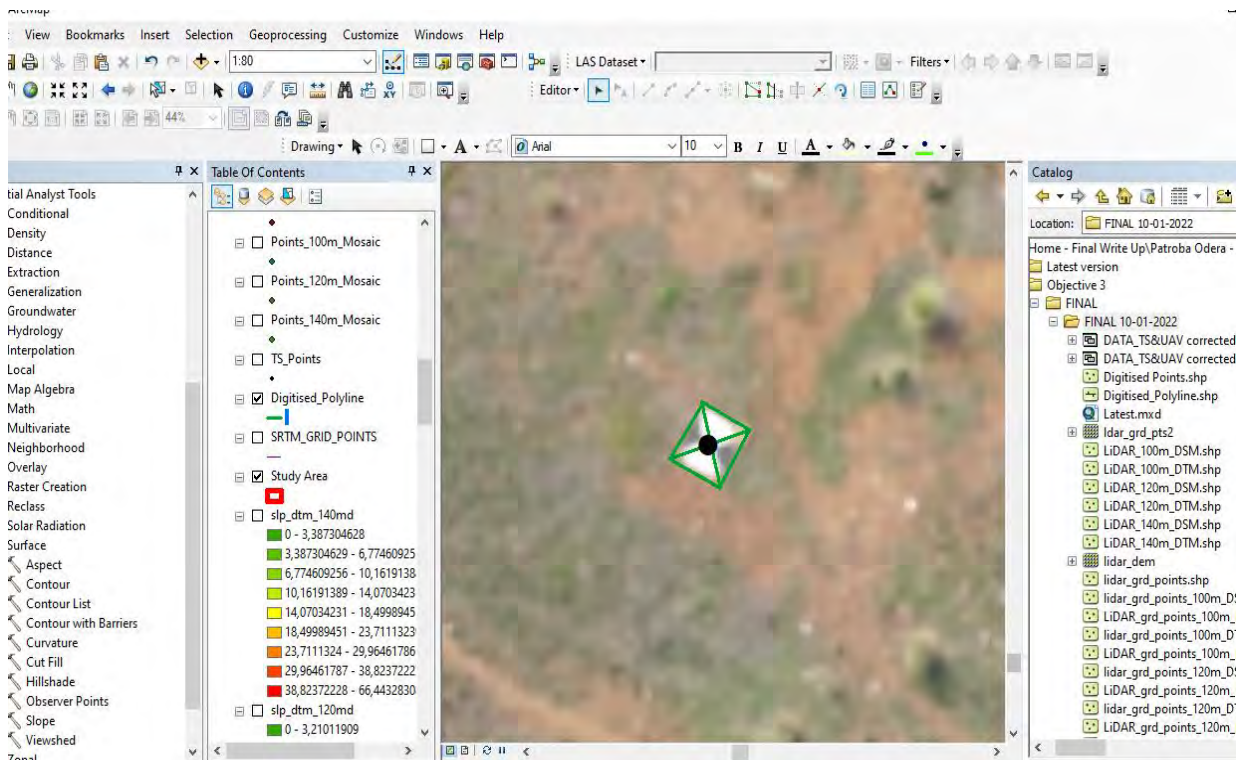 ArcMap
View Bookmarks Insert Selection Geoprocessing Customize Windows Help
1:80
LAS Dataset
Filters
Editor
44%
Drawing
A
Arial
10
B I U A
Table Of Contents
Catalog
tial Analyst Tools
Conditional
Density
Distance
Extraction
Generalization
Groundwater
Hydrology
Interpolation
Local
Map Algebra
Math
Multivariate
Neighborhood
Overlay
Raster Creation
Reclass
Solar Radiation
Surface
Aspect
Contour
Contour List
Contour with Barriers
Curvature
Cut Fill
Hillshade
Observer Points
Slope
Viewshed
Zonal
Points_100m_Mosaic
Points_120m_Mosaic
Points_140m_Mosaic
TS_Points
Digitised_Polyline
SRTM_GRID_POINTS
Study Area
slp_dtm_140md
0 - 3,387304628
3,387304629 - 6,77460925
6,774609256 - 10,1619138
10,16191389 - 14,0703423
14,07034231 - 18,4998945
18,49989451 - 23,7111323
23,7111324 - 29,96461786
29,96461787 - 38,8237222
38,82372228 - 66,4432830
slp_dtm_120md
0 - 3,21011909
Location: FINAL 10-01-2022
Home - Final Write Up\Patroba Odera -
Latest version
Objective 3
FINAL
FINAL 10-01-2022
DATA_TS&UAV corrected
DATA_TS&UAV corrected
Digitised Points.shp
Digitised_Polyline.shp
Latest.mxd
ldar_grd_pts2
LiDAR_100m_DSM.shp
LiDAR_100m_DTM.shp
LiDAR_120m_DSM.shp
LiDAR_120m_DTM.shp
LiDAR_140m_DSM.shp
LiDAR_140m_DTM.shp
lidar_dem
lidar_grd_points.shp
lidar_grd_points_100m_DS
LiDAR_grd_points_100m_
lidar_grd_points_100m_DT
LiDAR_grd_points_100m_
lidar_grd_points_120m_DS
LiDAR_grd_points_120m_
lidar_grd_points_120m_DT
LiDAR_grd_points_120m_